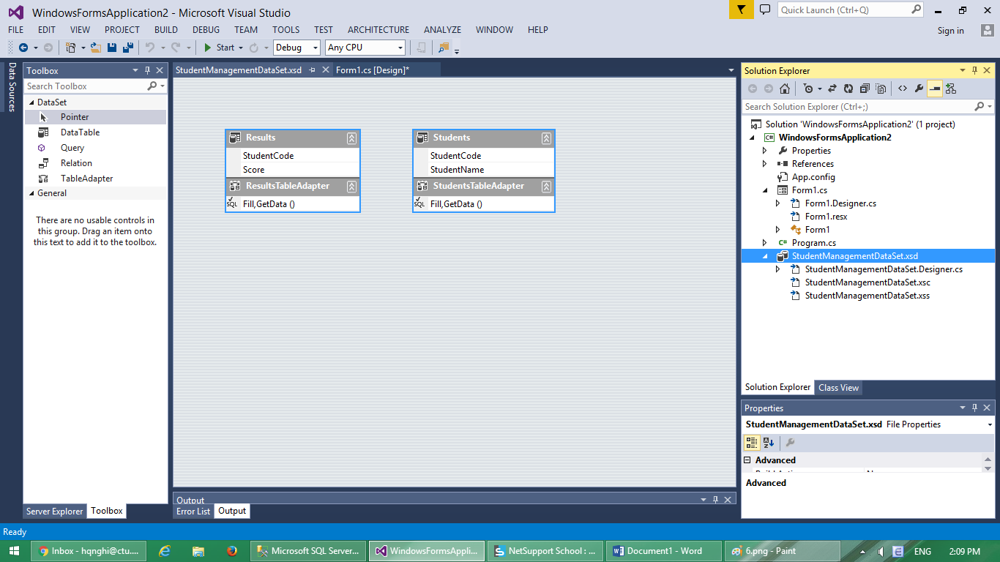 WindowsFormsApplication2 - Microsoft Visual Studio
Quick Launch (Ctrl+Q)
FILE EDIT VIEW PROJECT BUILD DEBUG TEAM TOOLS TEST ARCHITECTURE ANALYZE WINDOW HELP
Sign in
Start Debug Any CPU
Data Sources
Toolbox
Search Toolbox
DataSet
Pointer
DataTable
Query
Relation
TableAdapter
General
There are no usable controls in
this group. Drag an item onto
this text to add it to the toolbox.
Server Explorer Toolbox
StudentManagementDataSet.xsd Form1.cs [Design]*
Results
StudentCode
Score
ResultsTableAdapter
SQL Fill,GetData ()
Students
StudentCode
StudentName
StudentsTableAdapter
SQL Fill,GetData ()
Output
Error List Output
Solution Explorer
Search Solution Explorer (Ctrl+;)
Solution 'WindowsFormsApplication2' (1 project)
C# WindowsFormsApplication2
Properties
References
App.config
Form1.cs
Form1.Designer.cs
Form1.resx
Form1
C# Program.cs
StudentManagementDataSet.xsd
StudentManagementDataSet.Designer.cs
StudentManagementDataSet.xsc
StudentManagementDataSet.xss
Solution Explorer Class View
Properties
StudentManagementDataSet.xsd File Properties
Advanced
Advanced
Ready
Inbox - hqnghi@ctu.... Microsoft SQL Server... WindowsFormsAppli... NetSupport School : ... Document1 - Word 6.png - Paint ENG 2:09 PM